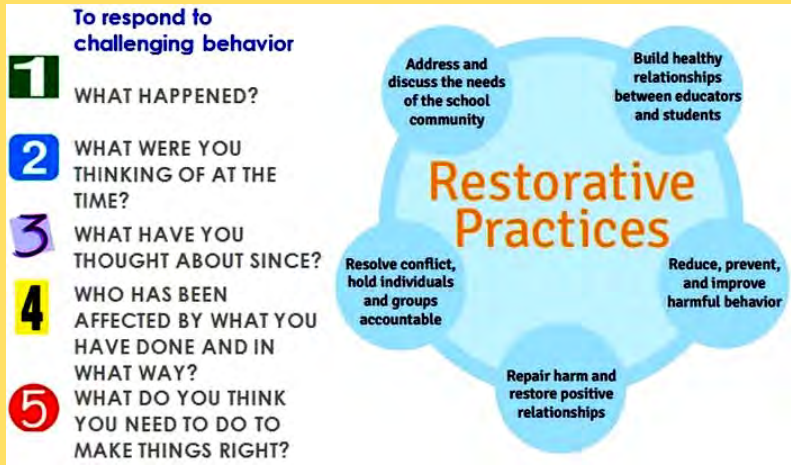 To respond to
challenging behavior
1
WHAT HAPPENED?
2
WHAT WERE YOU
THINKING OF AT THE
TIME?
3
WHAT HAVE YOU
THOUGHT ABOUT SINCE?
4
WHO HAS BEEN
AFFECTED BY WHAT YOU
HAVE DONE AND IN
WHAT WAY?
5
WHAT DO YOU THINK
YOU NEED TO DO TO
MAKE THINGS RIGHT?
Restorative
Practices
Address and
discuss the needs
of the school
community
Build healthy
relationships
between educators
and students
Reduce, prevent,
and improve
harmful behavior
Repair harm and
restore positive
relationships
Resolve conflict,
hold individuals
and groups
accountable